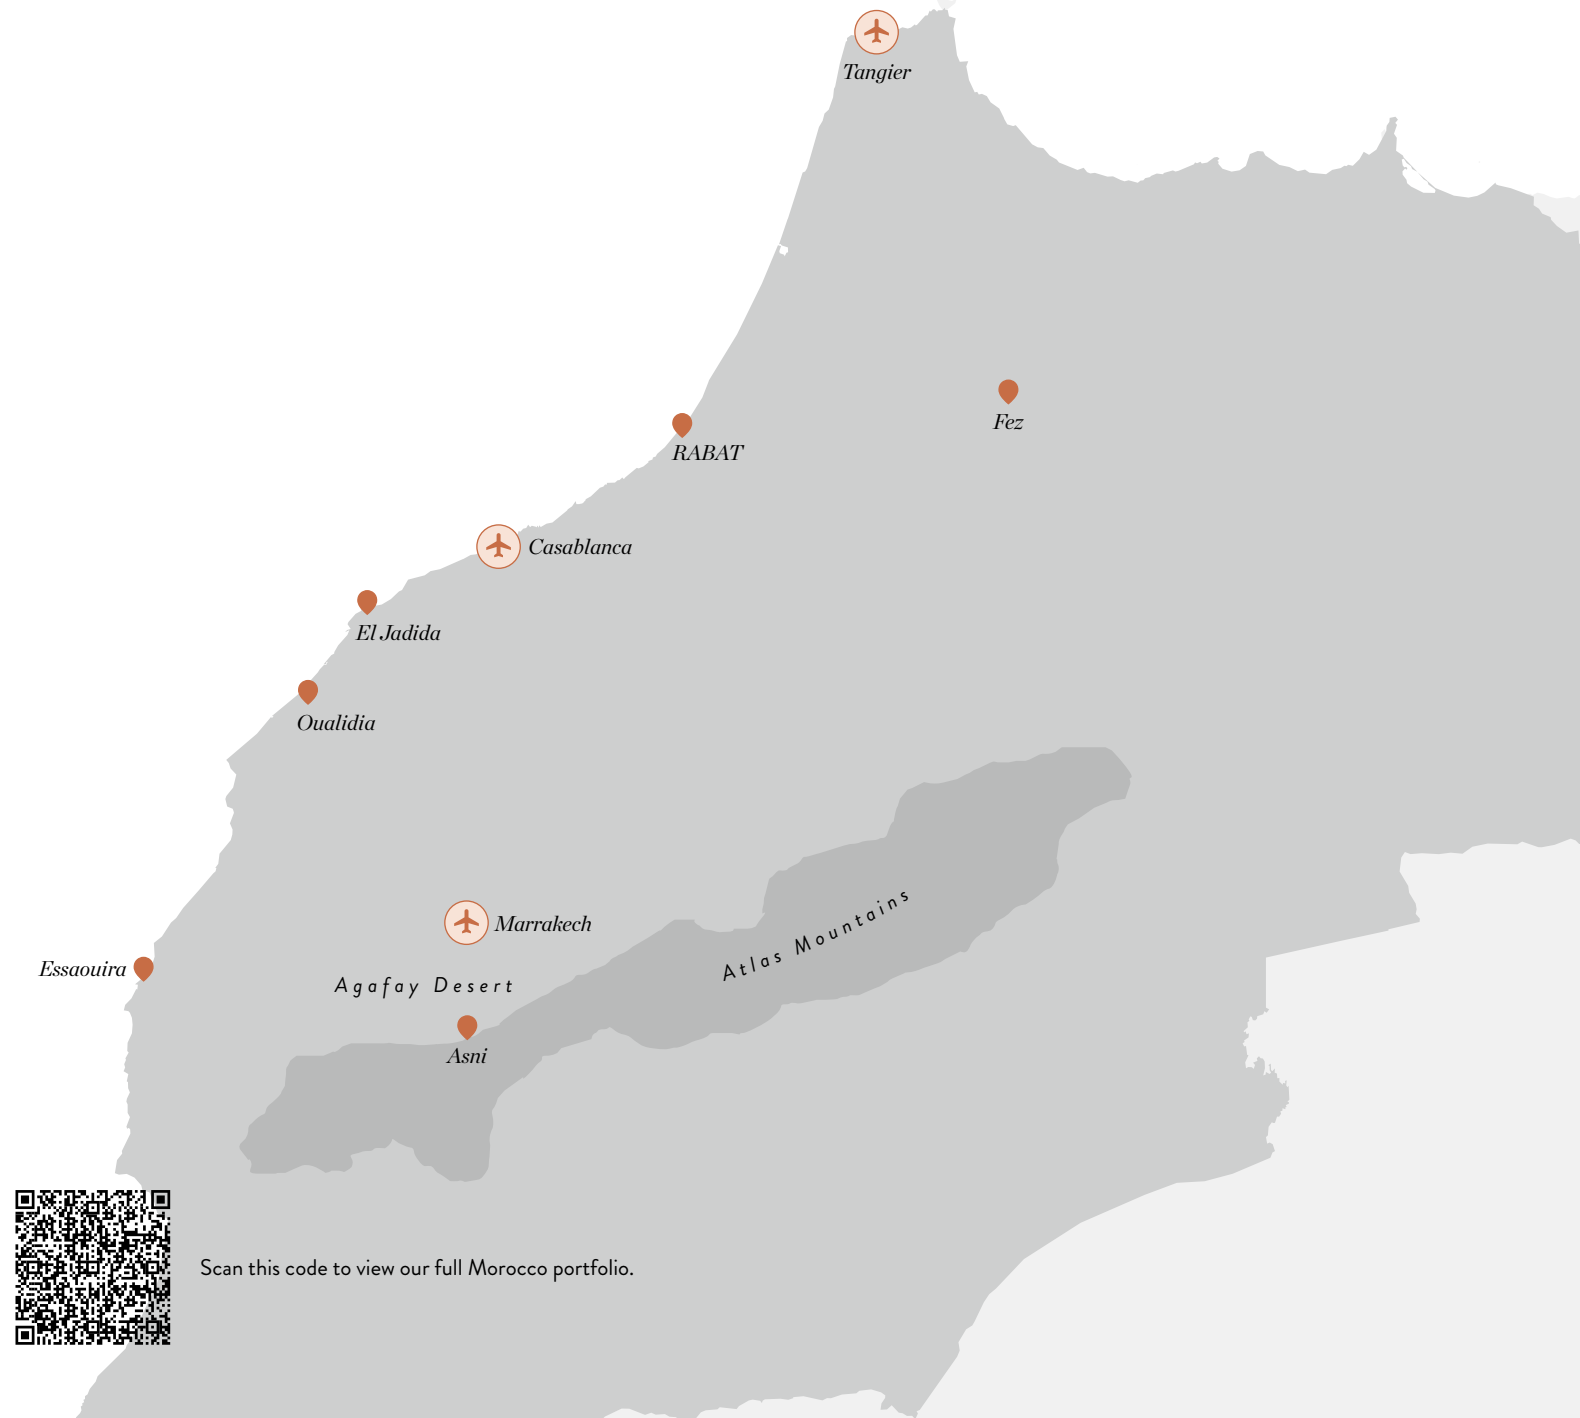 Tangier
Fez
RABAT
Casablanca
El Jadida
Oualidia
Atlas Mountains
Marrakech
Essaouira
Agafay Desert
Asni
Scan this code to view our full Morocco portfolio.